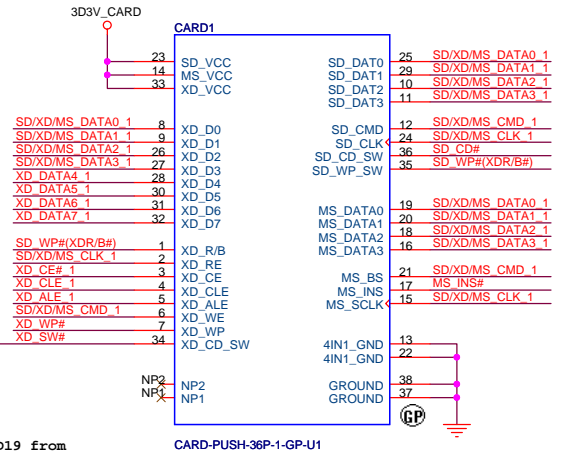 3D3V_CARD
CARD1
23 SD_VCC
14 MS_VCC
33 XD_VCC
SD/XD/MS_DATA0_1 8 XD_D0
SD/XD/MS_DATA1_1 9 XD_D1
SD/XD/MS_DATA2_1 26 XD_D2
SD/XD/MS_DATA3_1 27 XD_D3
XD_DATA4_1 28 XD_D4
XD_DATA5_1 30 XD_D5
XD_DATA6_1 31 XD_D6
XD_DATA7_1 32 XD_D7
SD_WP#(XDR/B#) 1 XD_R/B
SD/XD/MS_CLK_1 2 XD_RE
XD_CE#_1 3 XD_CE
XD_CLE_1 4 XD_CLE
XD_ALE_1 5 XD_ALE
SD/XD/MS_CMD_1 6 XD_WE
XD_WP# 7 XD_WP
XD_SW# 34 XD_CD_SW
NP2 NP2
NP1 NP1
SD_DAT0 25 SD/XD/MS_DATA0_1
SD_DAT1 29 SD/XD/MS_DATA1_1
SD_DAT2 10 SD/XD/MS_DATA2_1
SD_DAT3 11 SD/XD/MS_DATA3_1
SD_CMD 12 SD/XD/MS_CMD_1
SD_CLK 24 SD/XD/MS_CLK_1
SD_CD_SW 36 SD_CD#
SD_WP_SW 35 SD_WP#(XDR/B#)
MS_DATA0 19 SD/XD/MS_DATA0_1
MS_DATA1 20 SD/XD/MS_DATA1_1
MS_DATA2 18 SD/XD/MS_DATA2_1
MS_DATA3 16 SD/XD/MS_DATA3_1
MS_BS 21 SD/XD/MS_CMD_1
MS_INS 17 MS_INS#
MS_SCLK 15 SD/XD/MS_CLK_1
4IN1_GND 13
4IN1_GND 22
GROUND 38
GROUND 37
GP
CARD-PUSH-36P-1-GP-U1
from